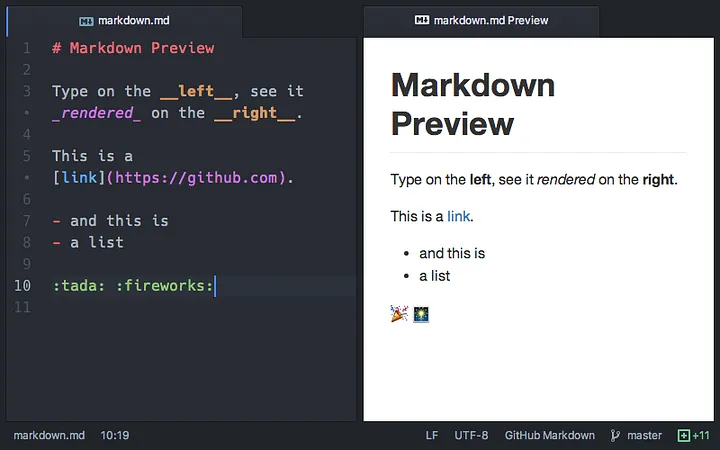 markdown.md
markdown.md Preview
1 # Markdown Preview
2
3 Type on the __left__, see it
• _rendered_ on the __right__.
4
5 This is a
• [link](https://github.com).
6
7 - and this is
8 - a list
9
10 :tada: :fireworks:
11
Markdown
Preview
Type on the left, see it rendered on the right.
This is a link.
• and this is
• a list
🎉 🎆
markdown.md 10:19
LF UTF-8 GitHub Markdown master +11